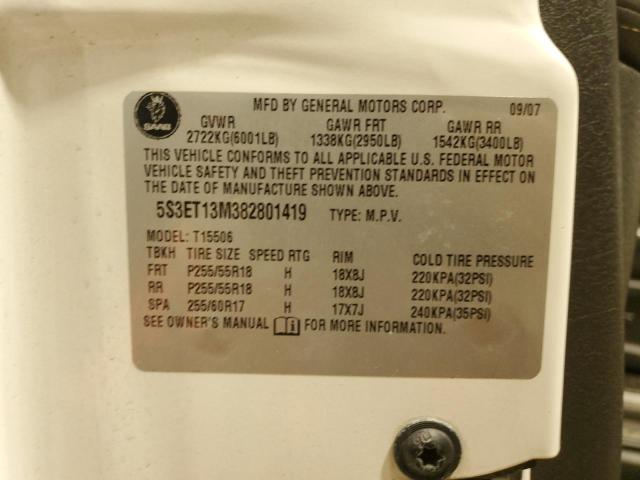 MFD BY GENERAL MOTORS CORP. 09/07
SAAB
GVWR GAWR FRT GAWR RR
2722KG(6001LB) 1338KG(2950LB) 1542KG(3400LB)
THIS VEHICLE CONFORMS TO ALL APPLICABLE U.S. FEDERAL MOTOR
VEHICLE SAFETY AND THEFT PREVENTION STANDARDS IN EFFECT ON
THE DATE OF MANUFACTURE SHOWN ABOVE.
5S3ET13M382801419 TYPE: M.P.V.
MODEL: T15506
TBKH TIRE SIZE SPEED RTG RIM COLD TIRE PRESSURE
FRT P255/55R18 H 18X8J 220KPA(32PSI)
RR P255/55R18 H 18X8J 220KPA(32PSI)
SPA 255/60R17 H 17X7J 240KPA(35PSI)
SEE OWNER'S MANUAL FOR MORE INFORMATION.